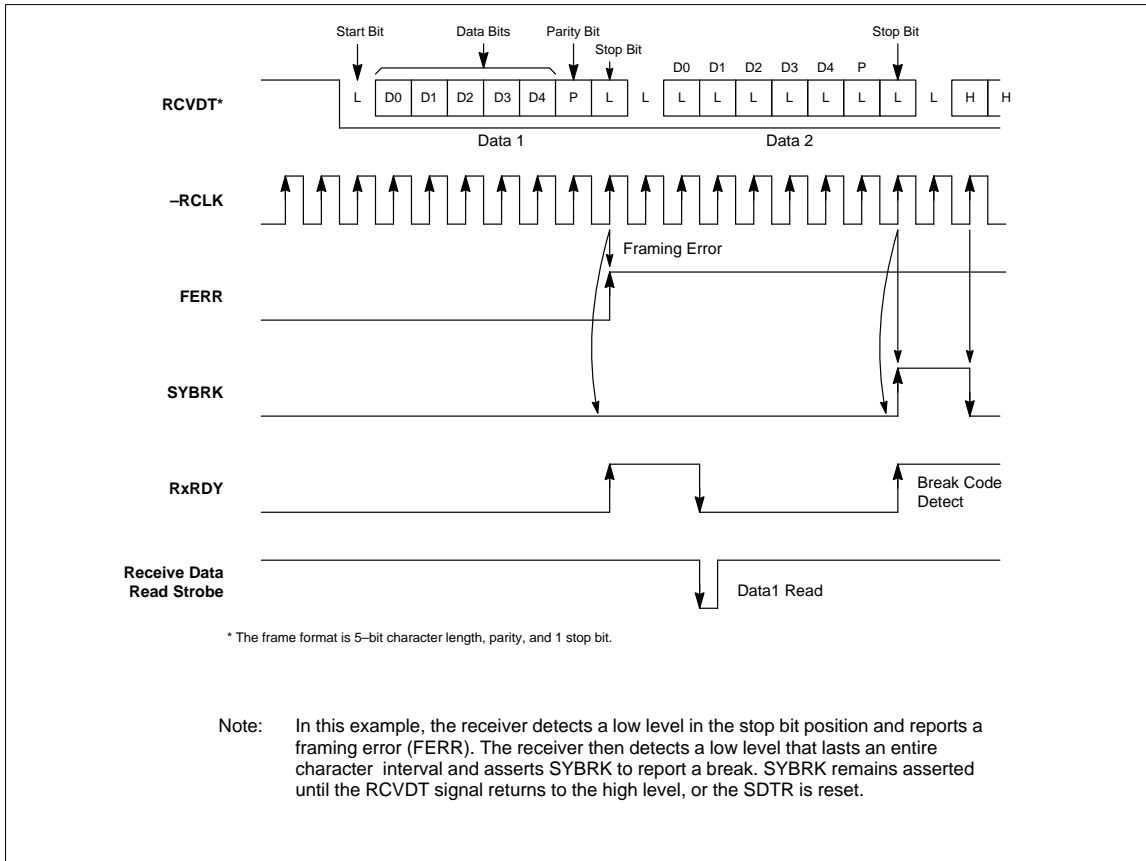 Start Bit
Data Bits
Parity Bit
Stop Bit
Stop Bit
D0 D1 D2 D3 D4 P
RCVDT*
L D0 D1 D2 D3 D4 P L L L L L L L L L L H H
Data 1
Data 2
–RCLK
Framing Error
FERR
SYBRK
RxRDY
Break Code
Detect
Receive Data
Read Strobe
Data1 Read
* The frame format is 5–bit character length, parity, and 1 stop bit.
Note: In this example, the receiver detects a low level in the stop bit position and reports a
framing error (FERR). The receiver then detects a low level that lasts an entire
character interval and asserts SYBRK to report a break. SYBRK remains asserted
until the RCVDT signal returns to the high level, or the SDTR is reset.